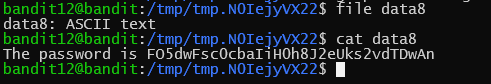 bandit12@bandit:/tmp/tmp.NOIejyVX22$ file data8
data8: ASCII text
bandit12@bandit:/tmp/tmp.NOIejyVX22$ cat data8
The password is FO5dwFscOcbaIiH0h8J2eUks2vdTDwAn
bandit12@bandit:/tmp/tmp.NOIejyVX22$